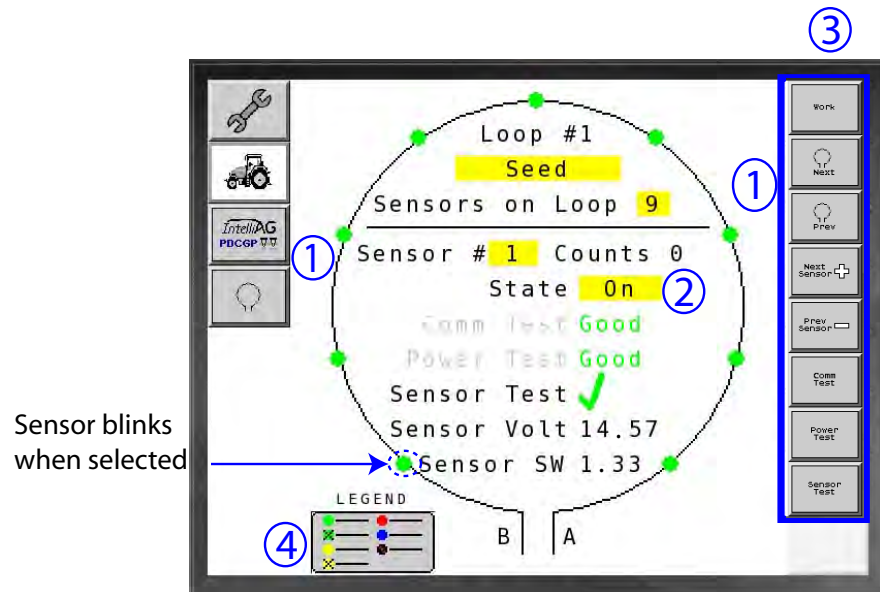 ③
Work
Loop #1
Seed
Next
①
Sensors on Loop 9
Prev
IntelliAG
PDCGP
①
Sensor # 1 Counts 0
Next
Sensor
State On
②
Comm Test Good
Prev
Sensor
Power Test Good
Comm
Test
Sensor Test
Sensor blinks
when selected
Sensor Volt 14.57
Power
Test
Sensor SW 1.33
Sensor
Test
LEGEND
④
B A